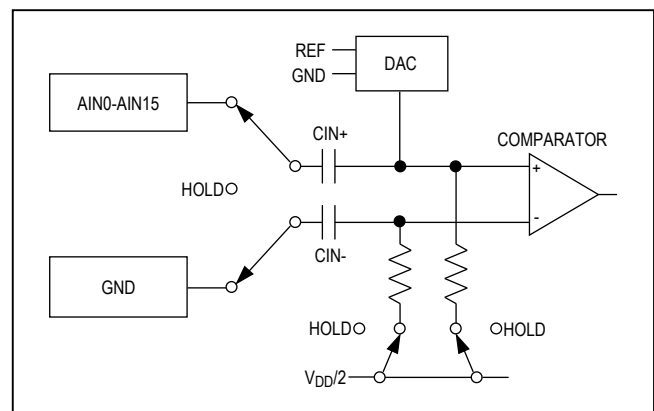 REF
GND
DAC
AIN0-AIN15
CIN+
COMPARATOR
+
HOLD
-
CIN-
GND
HOLD
HOLD
VDD/2